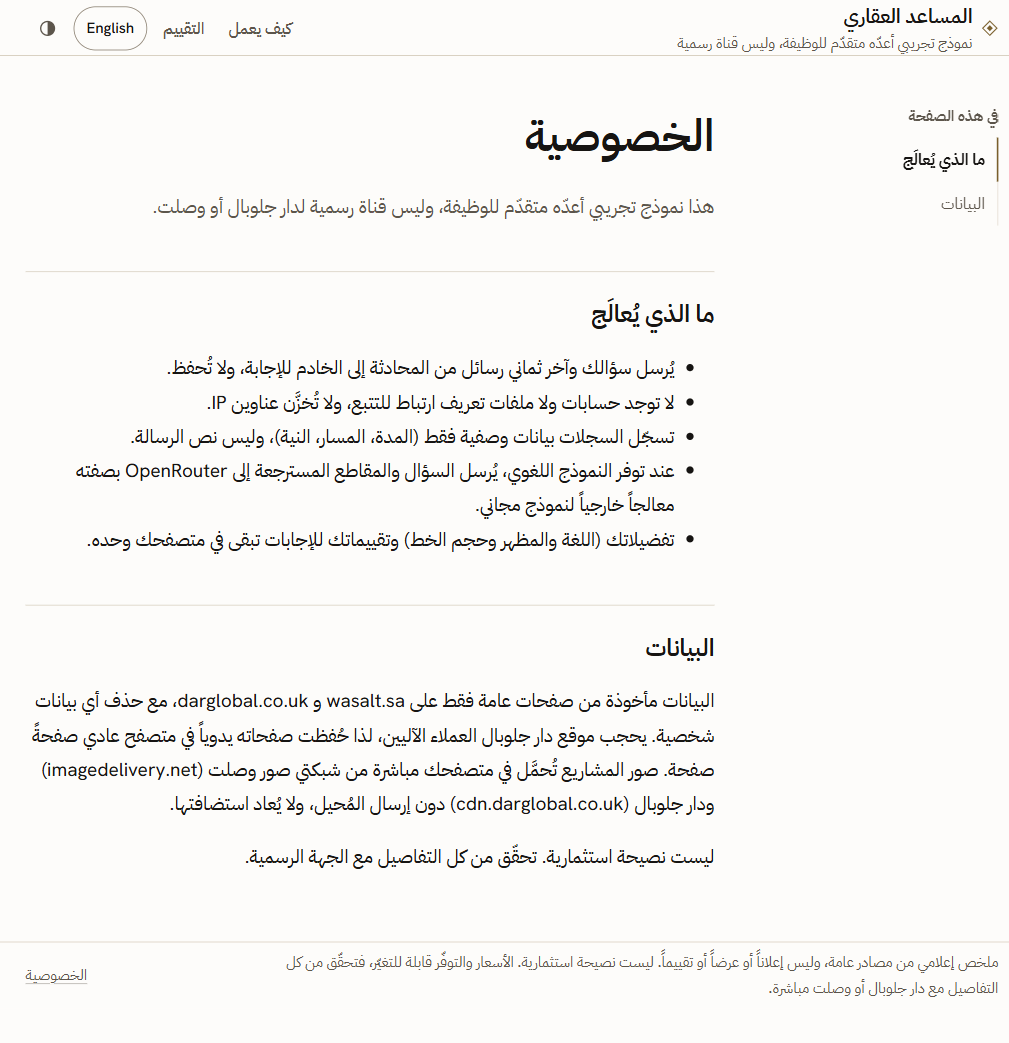 المساعد العقاري
نموذج تجريبي أعدّه متقدّم للوظيفة، وليس قناة رسمية
كيف يعمل
التقييم
English
في هذه الصفحة
ما الذي يُعالَج
البيانات
الخصوصية
هذا نموذج تجريبي أعدّه متقدّم للوظيفة، وليس قناة رسمية لدار جلوبال أو وصلت.
ما الذي يُعالَج
يُرسل سؤالك وآخر ثماني رسائل من المحادثة إلى الخادم للإجابة، ولا تُحفظ.
لا توجد حسابات ولا ملفات تعريف ارتباط للتتبع، ولا تُخزَّن عناوين IP.
تسجّل السجلات بيانات وصفية فقط (المدة، المسار، النية)، وليس نص الرسالة.
عند توفر النموذج اللغوي، يُرسل السؤال والمقاطع المسترجعة إلى OpenRouter بصفته
معالجاً خارجياً لنموذج مجاني.
تفضيلاتك (اللغة والمظهر وحجم الخط) وتقييماتك للإجابات تبقى في متصفحك وحده.
البيانات
البيانات مأخوذة من صفحات عامة فقط على wasalt.sa و darglobal.co.uk، مع حذف أي بيانات
شخصية. يحجب موقع دار جلوبال العملاء الآليين، لذا حُفظت صفحاته يدوياً في متصفح عادي صفحةً
صفحة. صور المشاريع تُحمَّل في متصفحك مباشرة من شبكتي صور وصلت (imagedelivery.net)
ودار جلوبال (cdn.darglobal.co.uk) دون إرسال المُحيل، ولا يُعاد استضافتها.
ليست نصيحة استثمارية. تحقّق من كل التفاصيل مع الجهة الرسمية.
ملخص إعلامي من مصادر عامة، وليس إعلاناً أو عرضاً أو تقييماً. ليست نصيحة استثمارية. الأسعار والتوفّر قابلة للتغيّر، فتحقّق من كل
التفاصيل مع دار جلوبال أو وصلت مباشرة.
الخصوصية